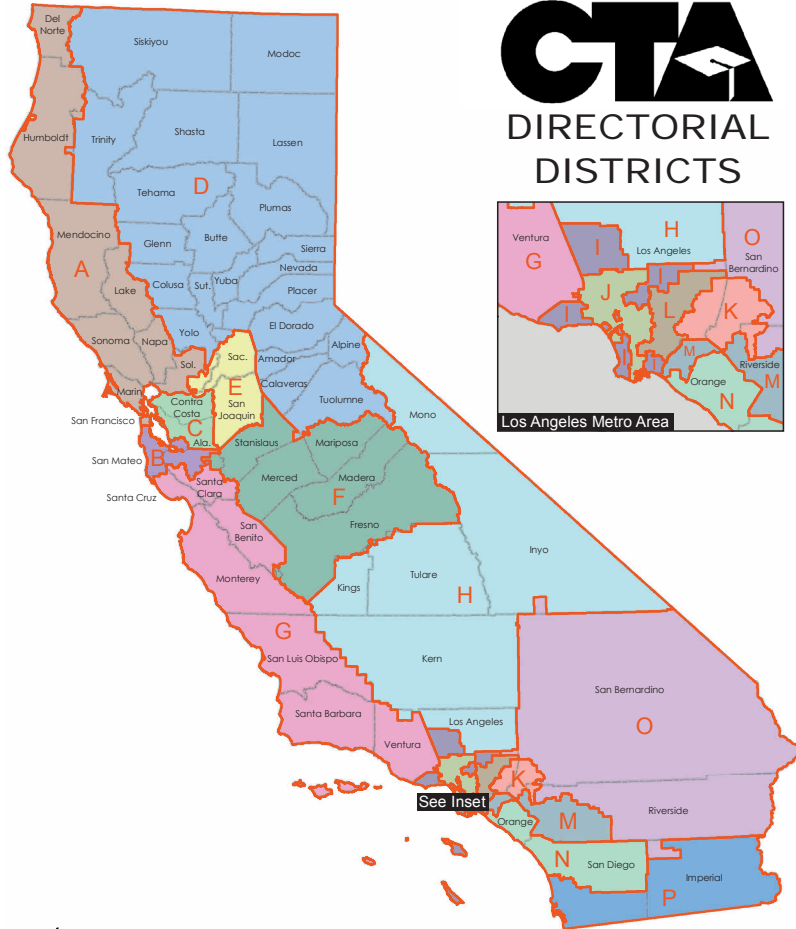 CTA
DIRECTORIAL
DISTRICTS
Del
Norte
Siskiyou
Modoc
Humboldt
Trinity
Shasta
Lassen
Tehama
D
Plumas
Mendocino
Glenn
Butte
Sierra
A
Lake
Colusa
Sut.
Yuba
Nevada
Placer
Sonoma
Napa
Yolo
El Dorado
Sol.
Sac.
Amador
Alpine
Marin
E
Calaveras
San
Joaquin
Tuolumne
Contra
Costa
C
Ala.
San Francisco
Stanislaus
Mariposa
Mono
San Mateo
B
Merced
Madera
Santa
Clara
F
Santa Cruz
Fresno
San
Benito
Inyo
Monterey
Kings
Tulare
H
G
San Luis Obispo
Kern
Santa Barbara
San Bernardino
O
Ventura
Los Angeles
K
See Inset
Riverside
Orange
M
N
San Diego
Imperial
P
Ventura
G
I
H
Los Angeles
O
San
Bernardino
J
I
L
K
I
I
I
M
Riverside
M
Orange
N
Los Angeles Metro Area